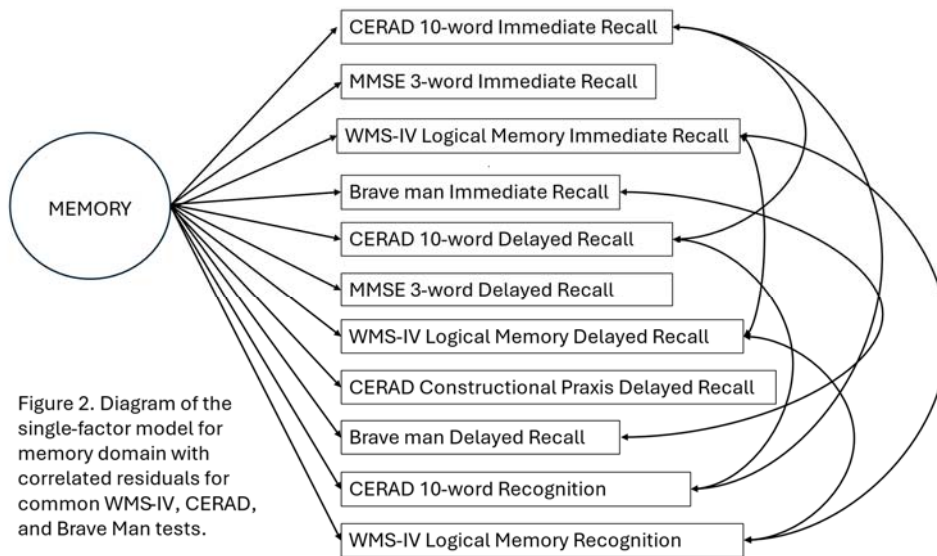 CERAD 10-word Immediate Recall
MMSE 3-word Immediate Recall
WMS-IV Logical Memory Immediate Recall
Brave man Immediate Recall
MEMORY
CERAD 10-word Delayed Recall
MMSE 3-word Delayed Recall
WMS-IV Logical Memory Delayed Recall
CERAD Constructional Praxis Delayed Recall
Brave man Delayed Recall
CERAD 10-word Recognition
WMS-IV Logical Memory Recognition
Figure 2. Diagram of the
single-factor model for
memory domain with
correlated residuals for
common WMS-IV, CERAD,
and Brave Man tests.